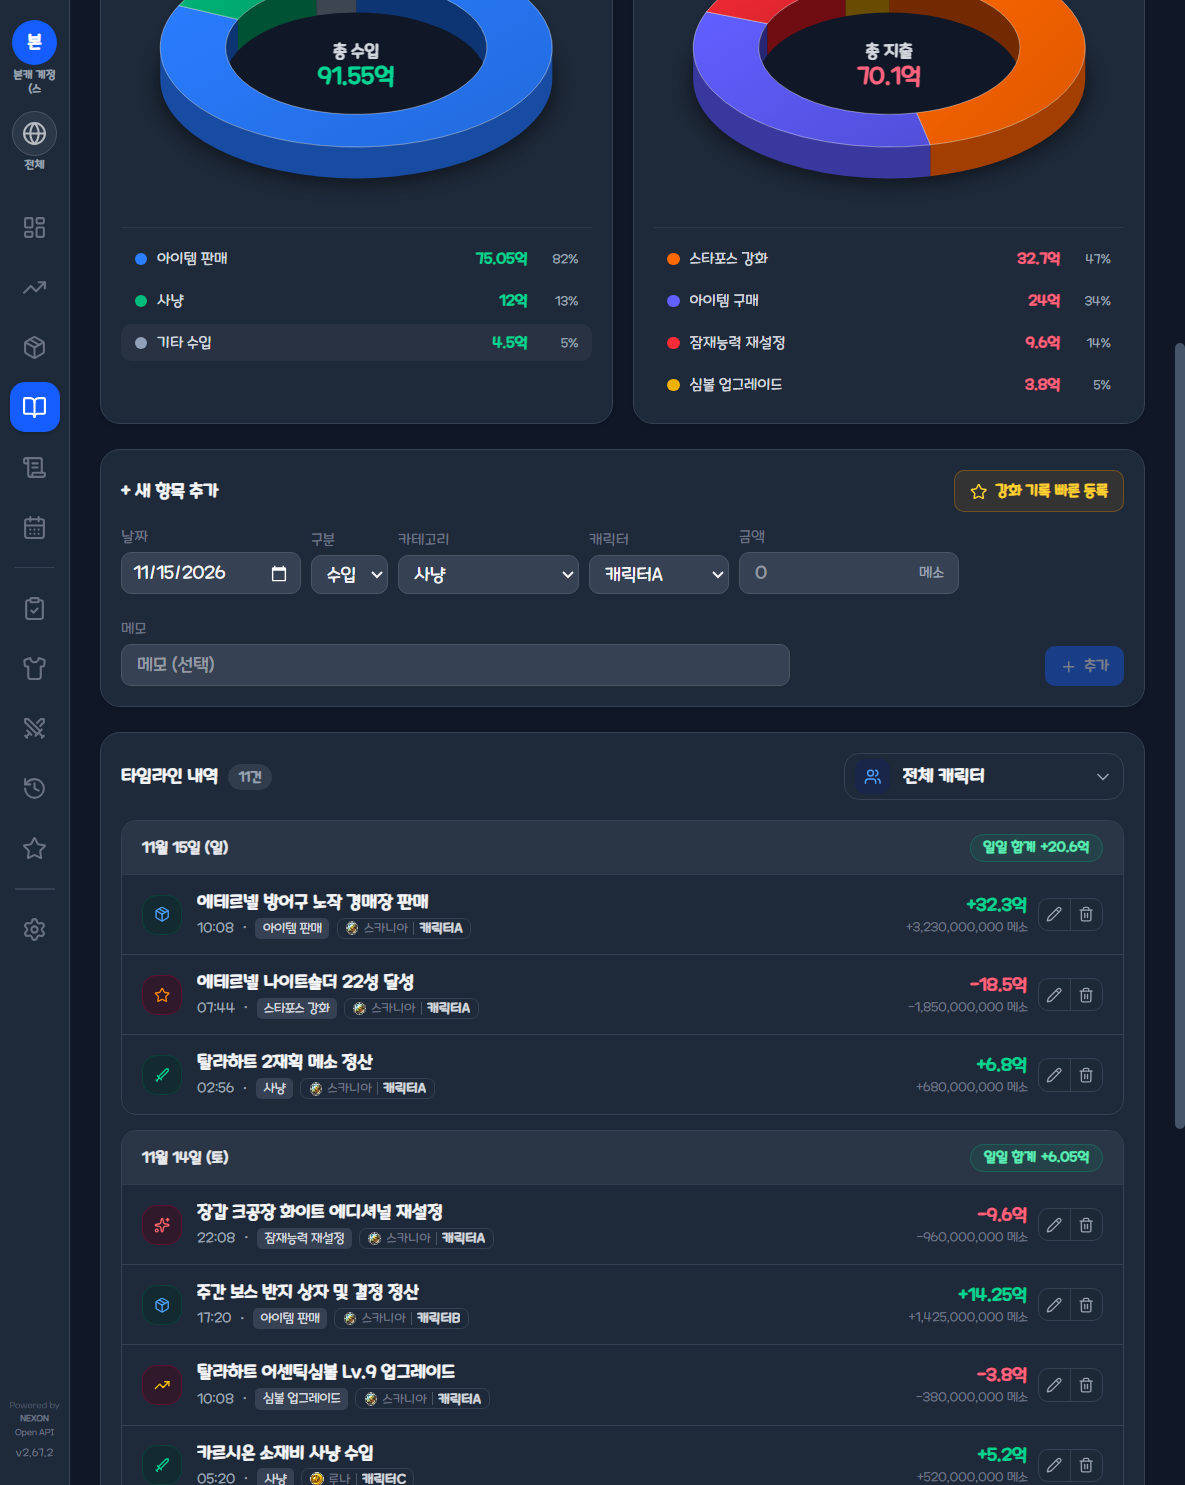 본
본캐 계정
(스
전체
Powered by
NEXON
Open API
v2.67.2
총 수입
91.55억
아이템 판매 75.05억 82%
사냥 12억 13%
기타 수입 4.5억 5%
총 지출
70.1억
스타포스 강화 32.7억 47%
아이템 구매 24억 34%
잠재능력 재설정 9.6억 14%
심볼 업그레이드 3.8억 5%
+ 새 항목 추가
강화 기록 빠른 등록
날짜 구분 카테고리 캐릭터 금액
11/15/2026 수입 사냥 캐릭터A 0 메소
메모
메모 (선택)
+ 추가
타임라인 내역 11건
전체 캐릭터
11월 15일 (일) 일일 합계 +20.6억
에테르넬 방어구 노작 경매장 판매 +32.3억
10:08 · 아이템 판매 스카니아 | 캐릭터A +3,230,000,000 메소
에테르넬 나이트숄더 22성 달성 -18.5억
07:44 · 스타포스 강화 스카니아 | 캐릭터A -1,850,000,000 메소
탈라하트 2재획 메소 정산 +6.8억
02:56 · 사냥 스카니아 | 캐릭터A +680,000,000 메소
11월 14일 (토) 일일 합계 +6.05억
장갑 크공장 화이트 에디셔널 재설정 -9.6억
22:08 · 잠재능력 재설정 스카니아 | 캐릭터A -960,000,000 메소
주간 보스 반지 상자 및 결정 정산 +14.25억
17:20 · 아이템 판매 스카니아 | 캐릭터B +1,425,000,000 메소
탈라하트 어센틱심볼 Lv.9 업그레이드 -3.8억
10:08 · 심볼 업그레이드 스카니아 | 캐릭터A -380,000,000 메소
카르시온 소재비 사냥 수입 +5.2억
05:20 · 사냥 루나 | 캐릭터C +520,000,000 메소